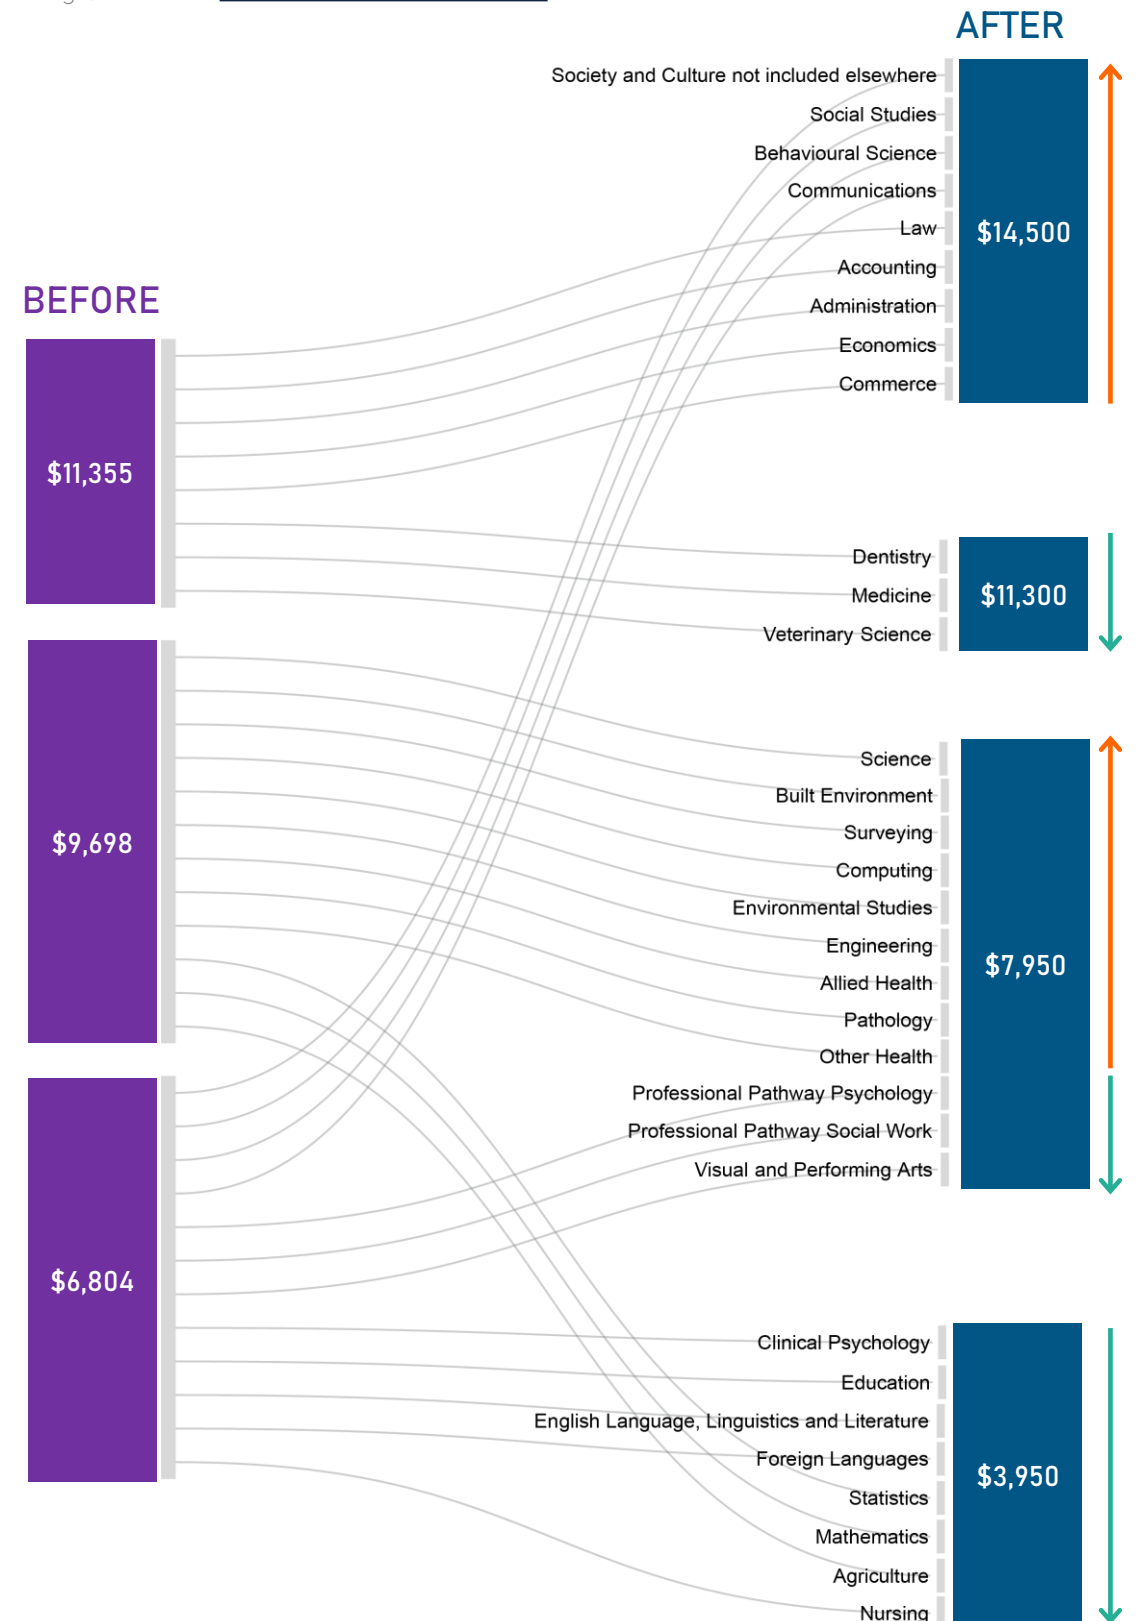 AFTER
Society and Culture not included elsewhere
Social Studies
Behavioural Science
Communications
Law
$14,500
Accounting
Administration
Economics
Commerce
BEFORE
$11,355
Dentistry
Medicine
$11,300
Veterinary Science
$9,698
Science
Built Environment
Surveying
Computing
Environmental Studies
Engineering
$7,950
Allied Health
Pathology
Other Health
Professional Pathway Psychology
Professional Pathway Social Work
Visual and Performing Arts
$6,804
Clinical Psychology
Education
English Language, Linguistics and Literature
Foreign Languages
$3,950
Statistics
Mathematics
Agriculture
Nursing